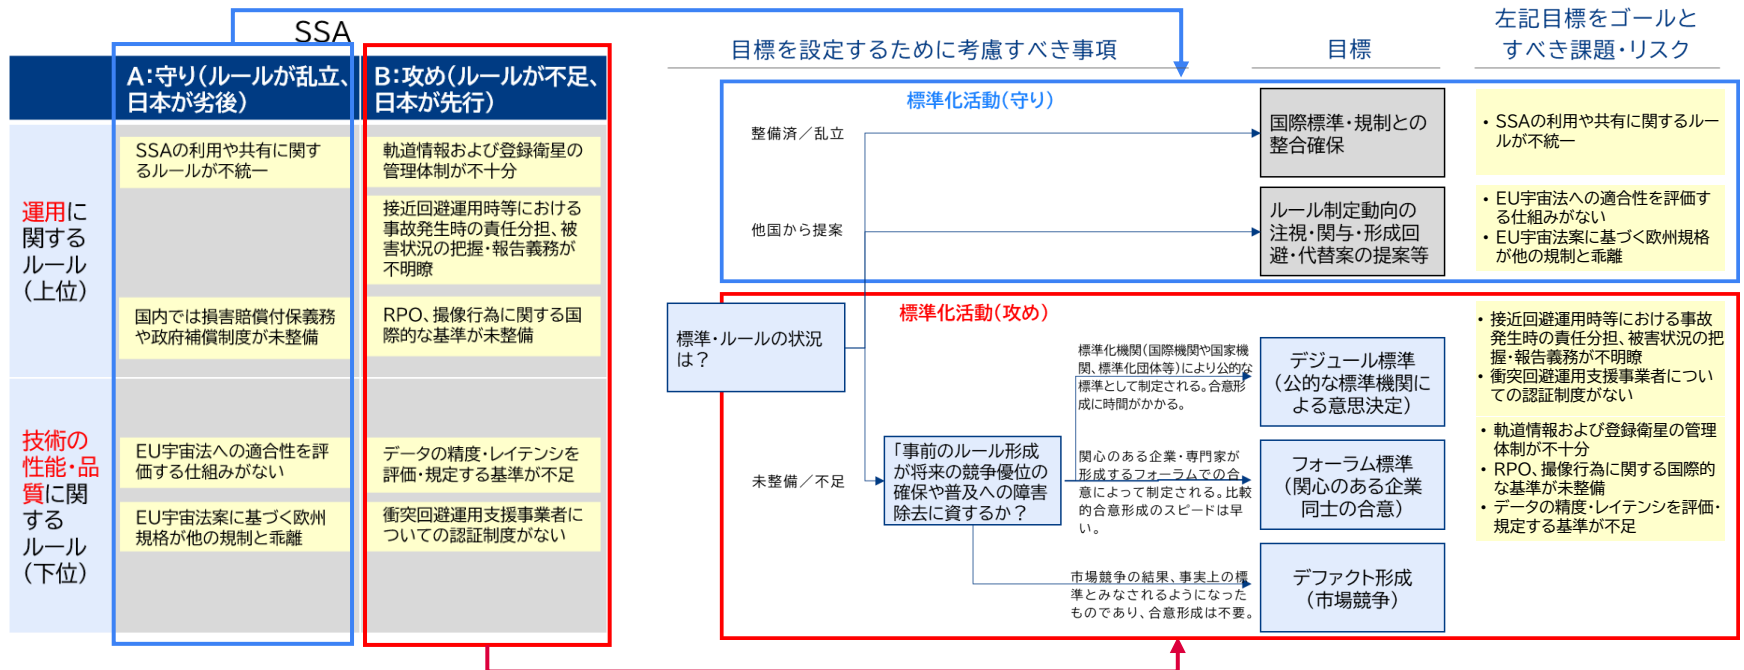 SSA
A:守り(ルールが乱立、
日本が劣後)
B:攻め(ルールが不足、
日本が先行)
運用に
関する
ルール
(上位)
SSAの利用や共有に関す
るルールが不統一
国内では損害賠償付保義務
や政府補償制度が未整備
軌道情報および登録衛星の
管理体制が不十分
接近回避運用時等における
事故発生時の責任分担、被
害状況の把握・報告義務が
不明瞭
RPO、撮像行為に関する国
際的な基準が未整備
技術の
性能・品
質に関
する
ルール
(下位)
EU宇宙法への適合性を評
価する仕組みがない
EU宇宙法案に基づく欧州
規格が他の規制と乖離
データの精度・レイテンシを
評価・規定する基準が不足
衝突回避運用支援事業者に
ついての認証制度がない
目標を設定するために考慮すべき事項
目標
左記目標をゴールと
すべき課題・リスク
標準化活動(守り)
整備済/乱立
国際標準・規制との
整合確保
• SSAの利用や共有に関するルー
ルが不統一
他国から提案
ルール制定動向の
注視・関与・形成回
避・代替案の提案等
• EU宇宙法への適合性を評価す
る仕組みがない
• EU宇宙法案に基づく欧州規格
が他の規制と乖離
標準・ルールの状況
は?
標準化活動(攻め)
未整備/不足
「事前のルール形成
が将来の競争優位の
確保や普及への障害
除去に資するか?
標準化機関(国際機関や国家機
関、標準化団体等)により公的な
標準として制定される。合意形
成に時間がかかる。
デジュール標準
(公的な標準機関に
よる意思決定)
• 接近回避運用時等における事故
発生時の責任分担、被害状況の把
握・報告義務が不明瞭
• 衝突回避運用支援事業者につい
ての認証制度がない
関心のある企業・専門家が
形成するフォーラムでの合
意によって制定される。比較
的合意形成のスピードは早
い。
フォーラム標準
(関心のある企業
同士の合意)
• 軌道情報および登録衛星の管理
体制が不十分
• RPO、撮像行為に関する国際的
な基準が未整備
• データの精度・レイテンシを評価・
規定する基準が不足
市場競争の結果、事実上の標
準とみなされるようになった
ものであり、合意形成は不要。
デファクト形成
(市場競争)